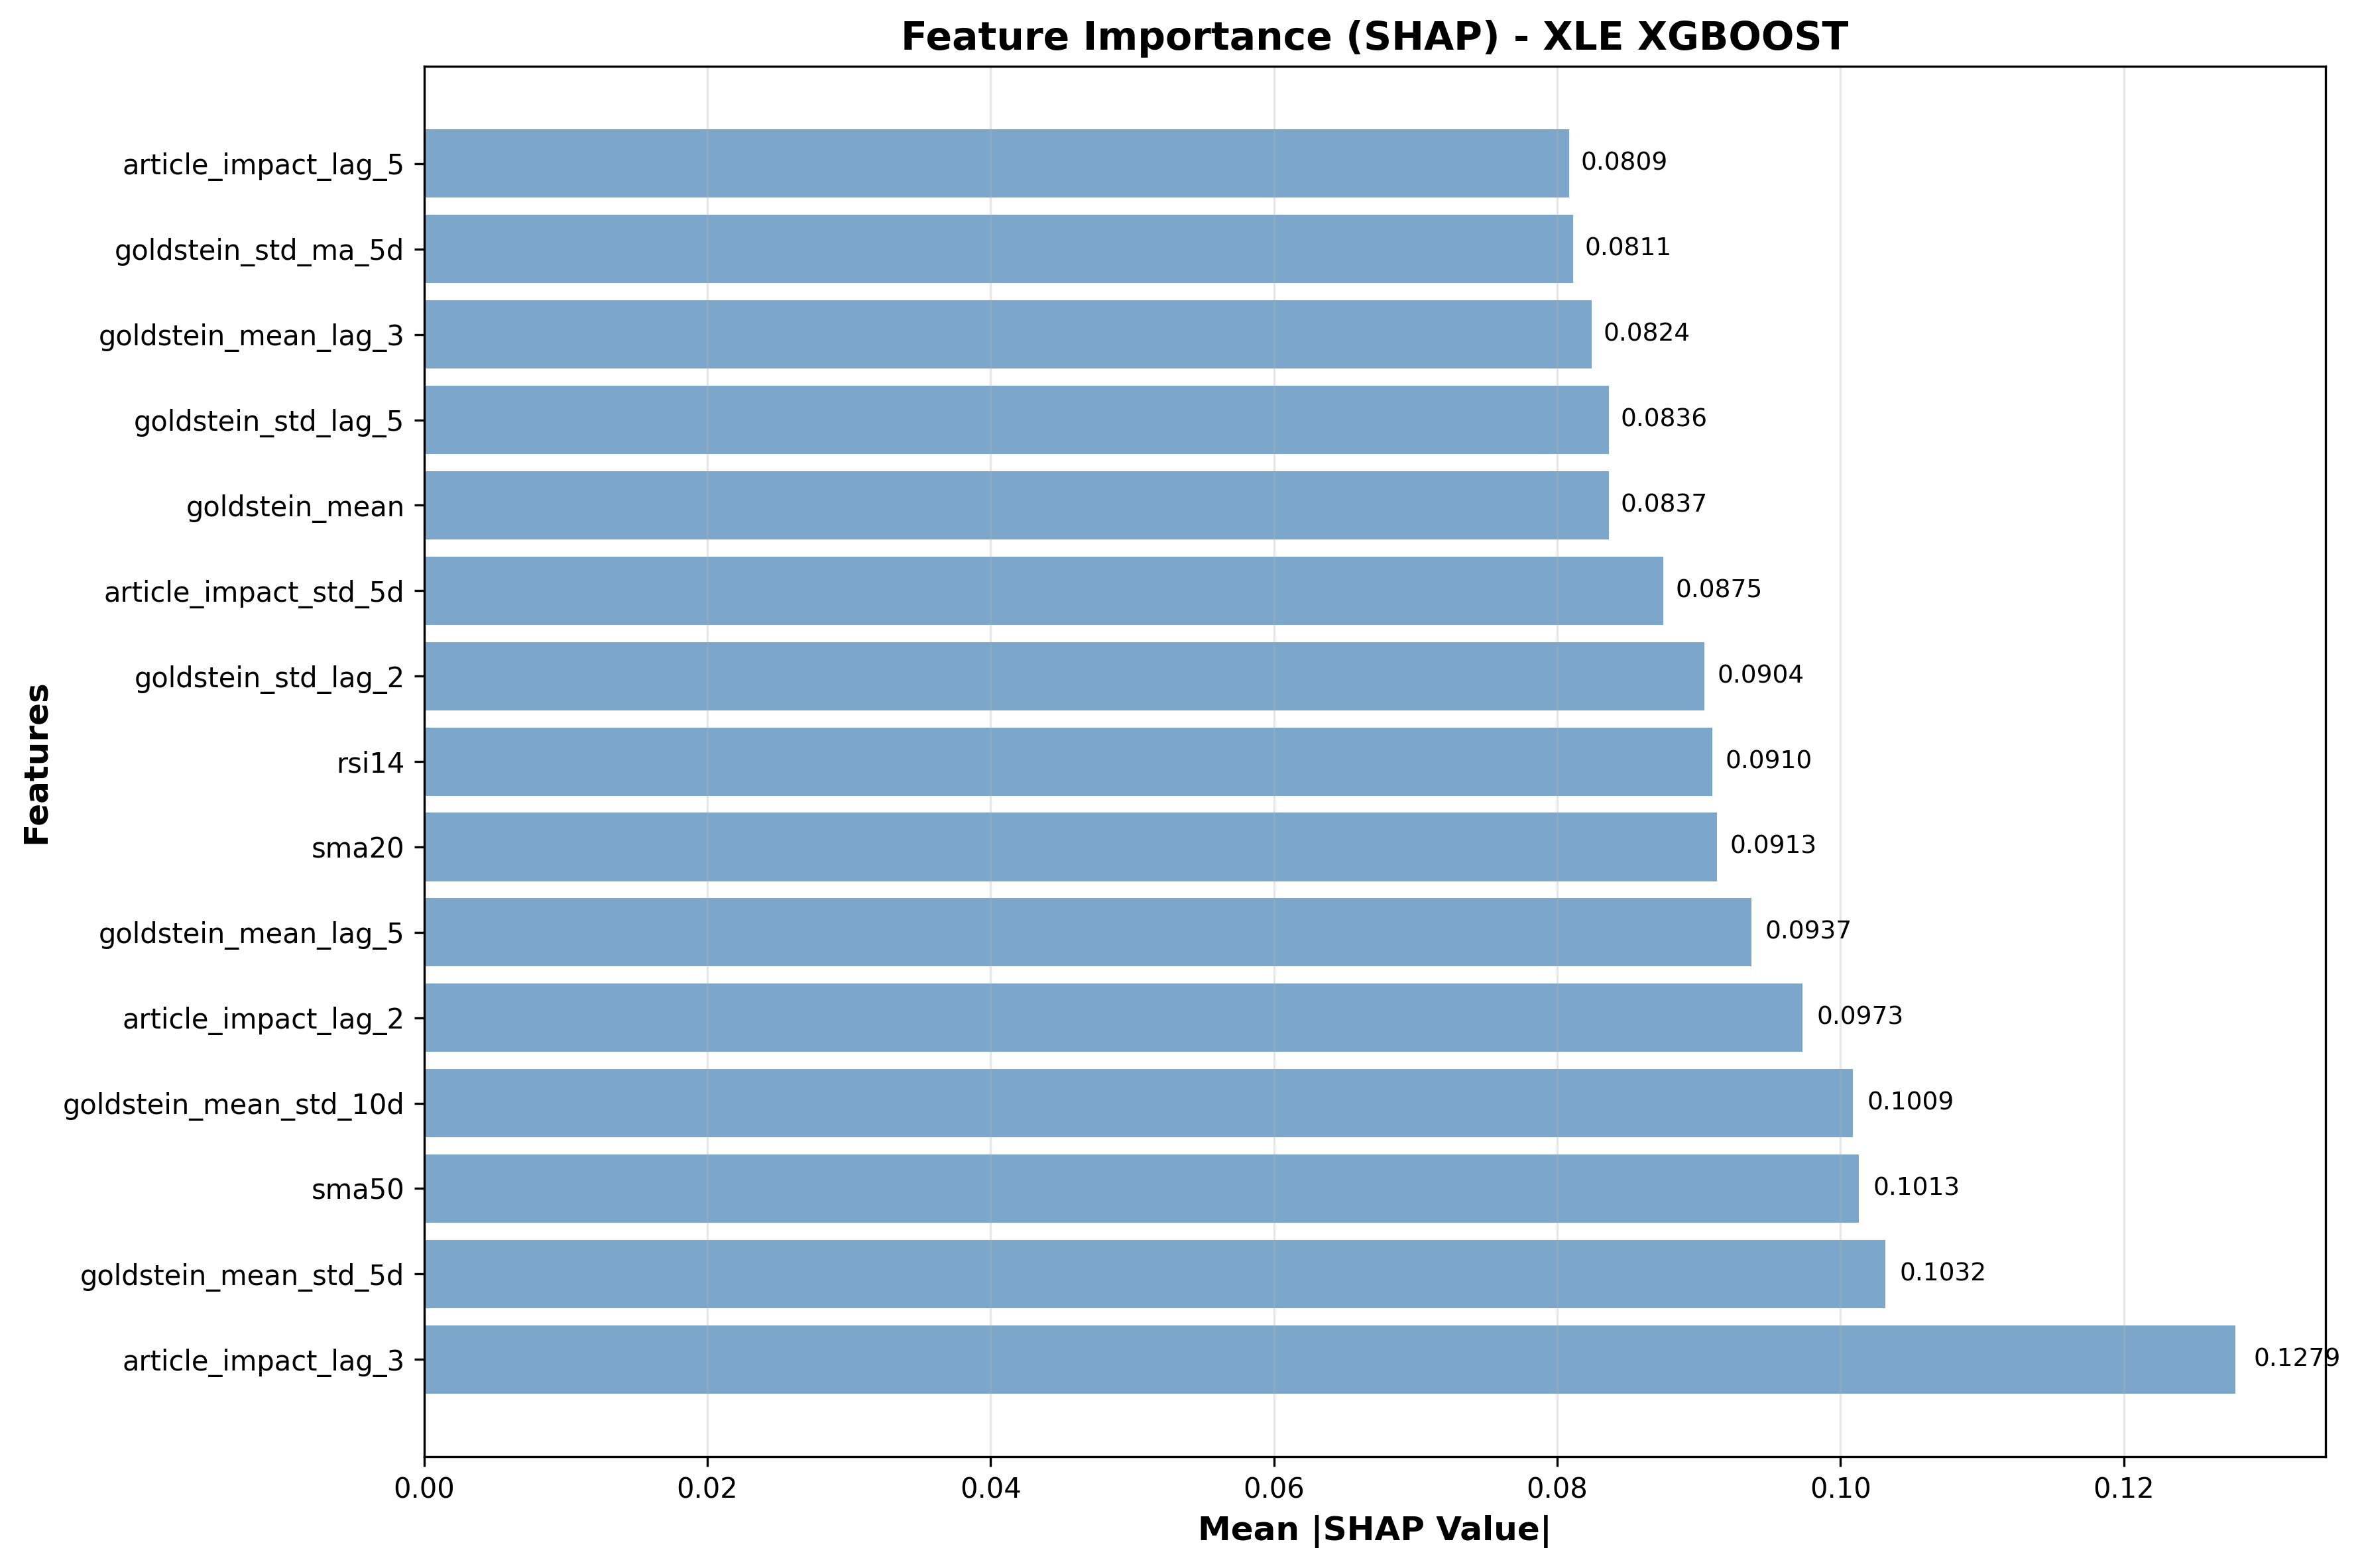 Feature Importance (SHAP) - XLE XGBOOST
article_impact_lag_5 0.0809
goldstein_std_ma_5d 0.0811
goldstein_mean_lag_3 0.0824
goldstein_std_lag_5 0.0836
goldstein_mean 0.0837
article_impact_std_5d 0.0875
goldstein_std_lag_2 0.0904
rsi14 0.0910
sma20 0.0913
goldstein_mean_lag_5 0.0937
article_impact_lag_2 0.0973
goldstein_mean_std_10d 0.1009
sma50 0.1013
goldstein_mean_std_5d 0.1032
article_impact_lag_3 0.1279
Features
0.00 0.02 0.04 0.06 0.08 0.10 0.12
Mean |SHAP Value|